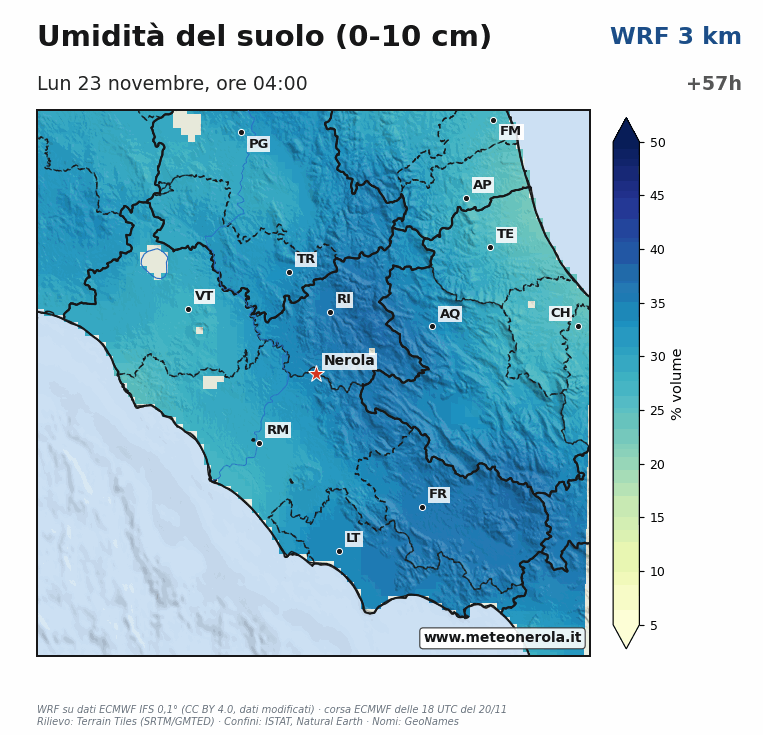 Umidità del suolo (0-10 cm)
WRF 3 km
Lun 23 novembre, ore 04:00
+57h
FM
PG
AP
TE
TR
VT
RI
AQ
CH
Nerola
RM
FR
LT
www.meteonerola.it
50
45
40
35
30
25
20
15
10
5
% volume
WRF su dati ECMWF IFS 0,1° (CC BY 4.0, dati modificati) · corsa ECMWF delle 18 UTC del 20/11
Rilievo: Terrain Tiles (SRTM/GMTED) · Confini: ISTAT, Natural Earth · Nomi: GeoNames